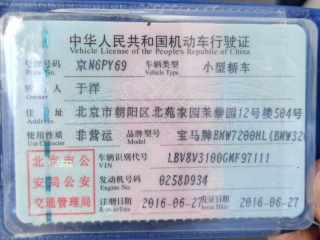 中华人民共和国机动车行驶证
Vehicle License of the People's Republic of China
号牌号码 京N6PY69 车辆类型 小型轿车
Plate No. Vehicle Type
所有人 于洋
住址 北京市朝阳区北苑家园茉藜园12号楼504号
使用性质 非营运 品牌型号 宝马牌BMW7200HL(BMW320
Use Character
北京市公
安局公安
交通管理局
车辆识别代号 LBV8V3100GMF97111
VIN
发动机号码 0258D934
Engine No.
注册日期 2016-06-27 发证日期 2016-06-27